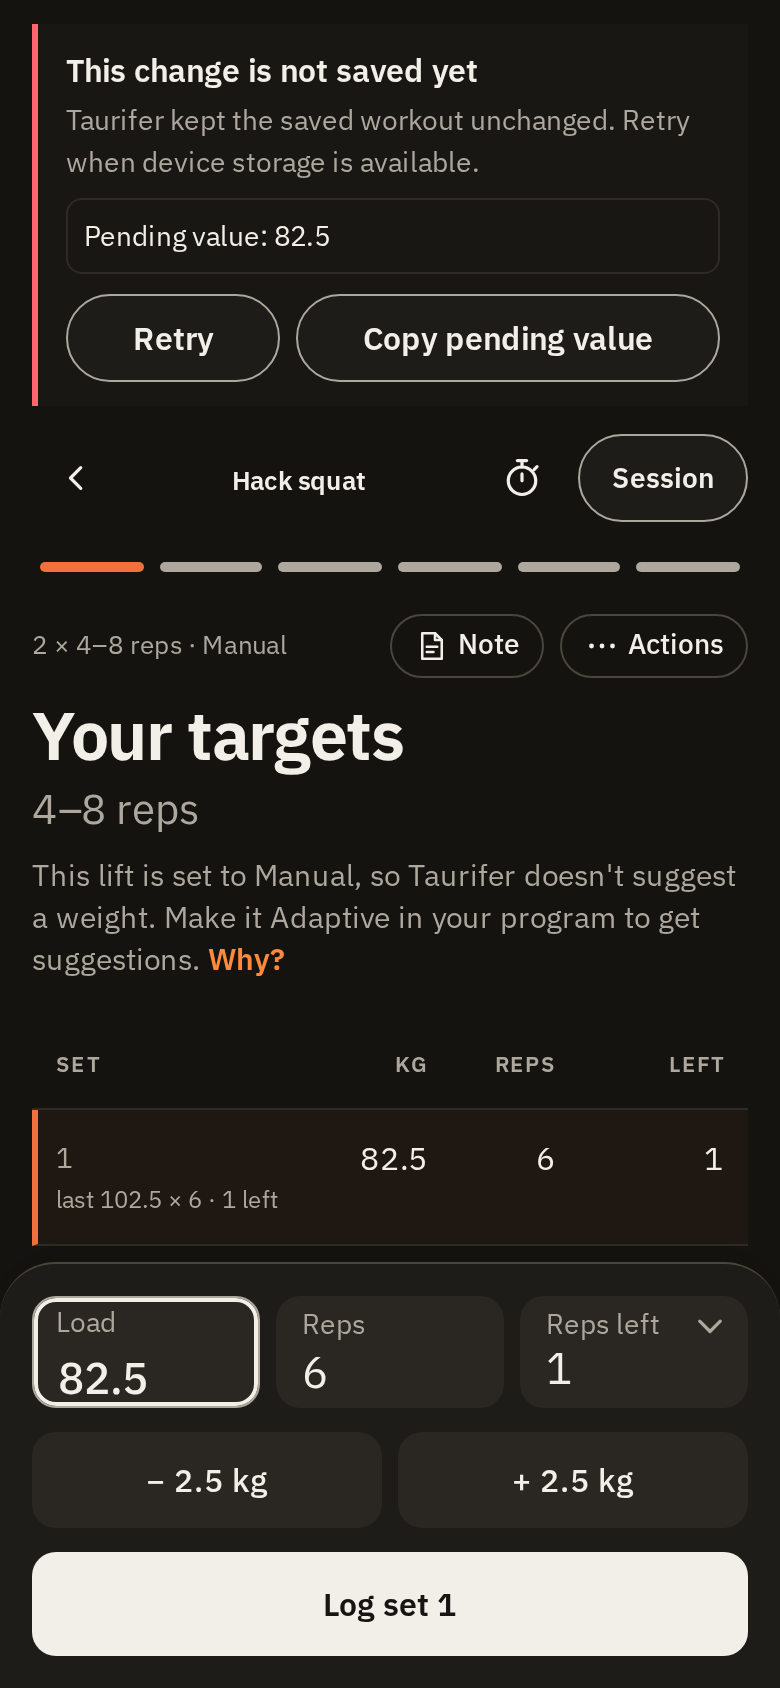 This change is not saved yet
Taurifer kept the saved workout unchanged. Retry
when device storage is available.
Pending value: 82.5
Retry
Copy pending value
Hack squat
Session
2 × 4–8 reps · Manual
Note
Actions
Your targets
4–8 reps
This lift is set to Manual, so Taurifer doesn't suggest
a weight. Make it Adaptive in your program to get
suggestions. Why?
SET KG REPS LEFT
1 82.5 6 1
last 102.5 × 6 · 1 left
Load Reps Reps left
82.5 6 1
− 2.5 kg + 2.5 kg
Log set 1